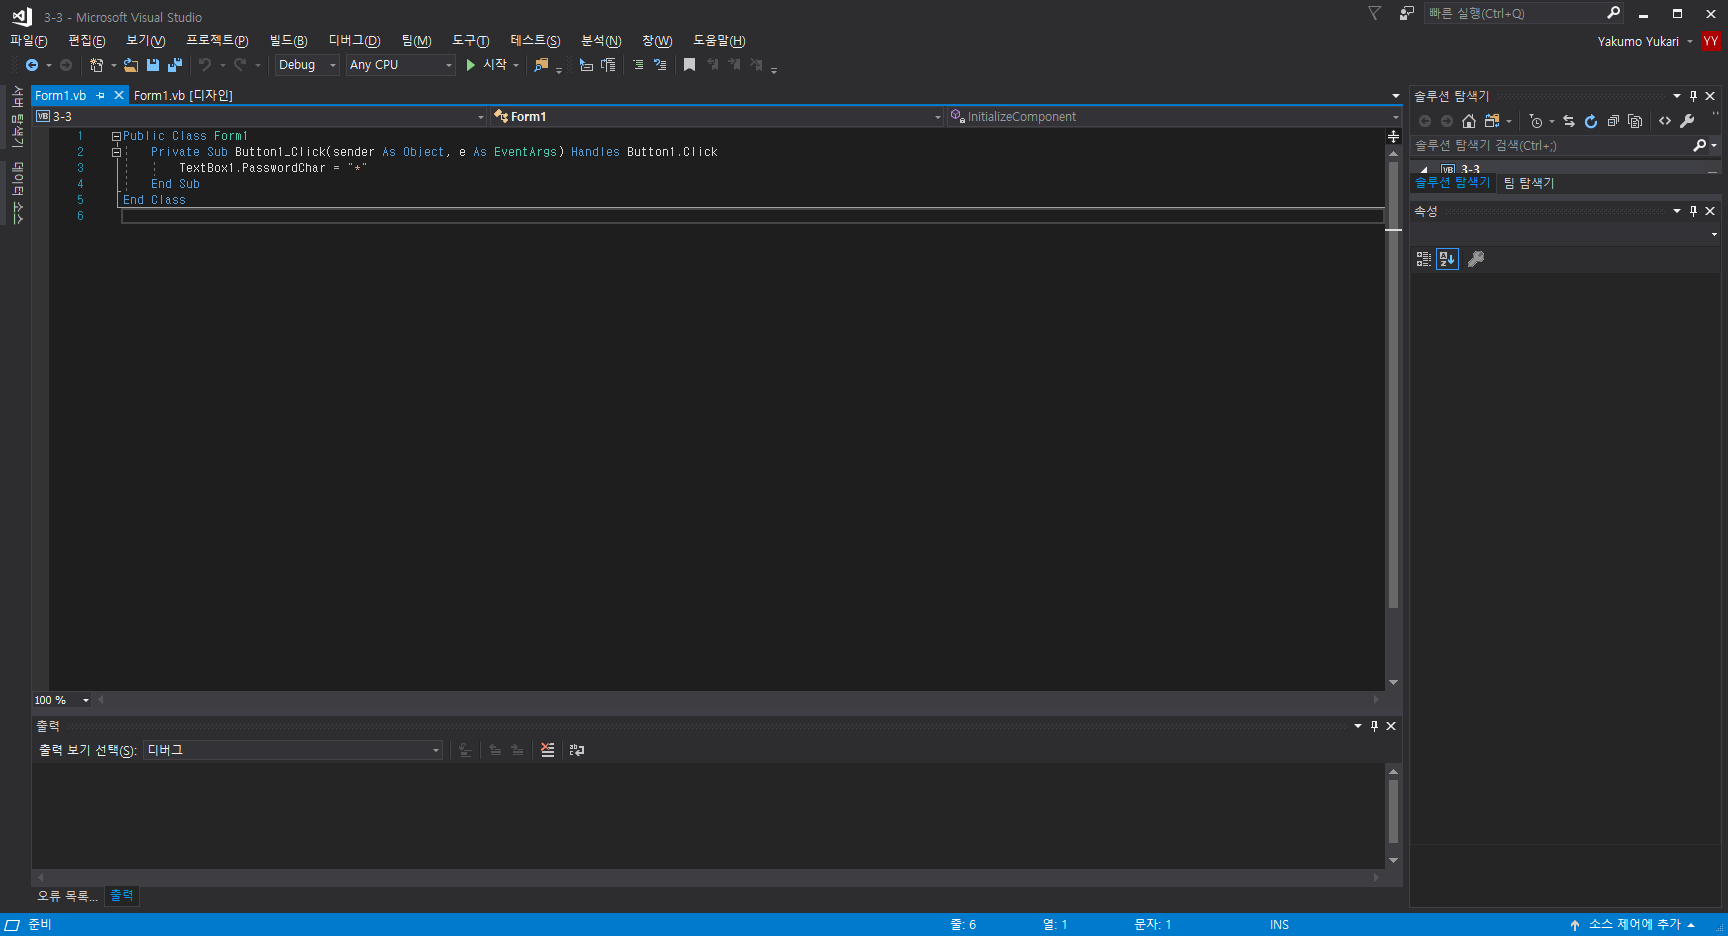 3-3 - Microsoft Visual Studio
빠른 실행(Ctrl+Q)
파일(F) 편집(E) 보기(V) 프로젝트(P) 빌드(B) 디버그(D) 팀(M) 도구(T) 테스트(S) 분석(N) 창(W) 도움말(H)
Yakumo Yukari YY
Debug Any CPU 시작
서버 탐색기
데이터 소스
Form1.vb Form1.vb [디자인]
VB 3-3 Form1 InitializeComponent
1 Public Class Form1
2 Private Sub Button1_Click(sender As Object, e As EventArgs) Handles Button1.Click
3 TextBox1.PasswordChar = "*"
4 End Sub
5 End Class
6
100 %
출력
출력 보기 선택(S): 디버그
오류 목록... 출력
솔루션 탐색기
솔루션 탐색기 검색(Ctrl+;)
VB 3-3
솔루션 탐색기 팀 탐색기
속성
준비 줄: 6 열: 1 문자: 1 INS 소스 제어에 추가